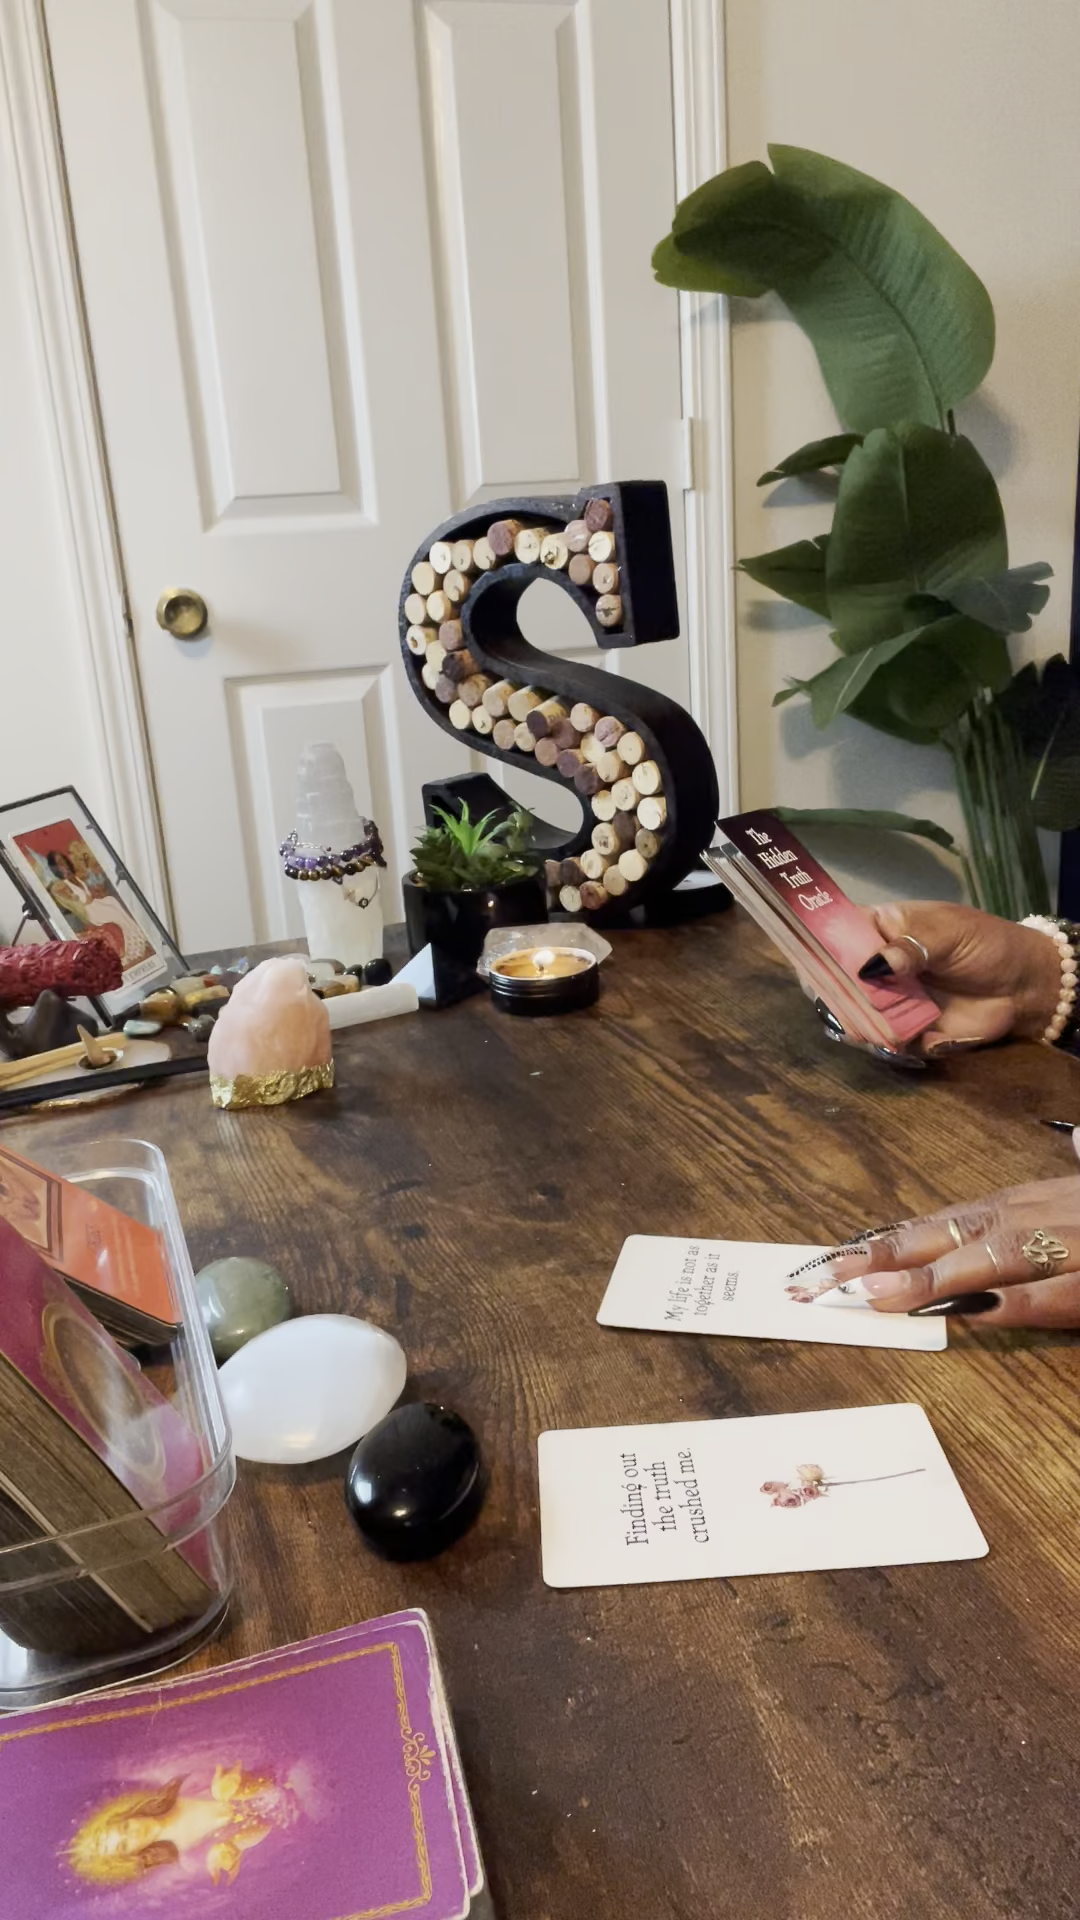 S
The
Hidden
Truth
Oracle
My life is not as
together as it
seems.
Finding out
the truth
crushed me.